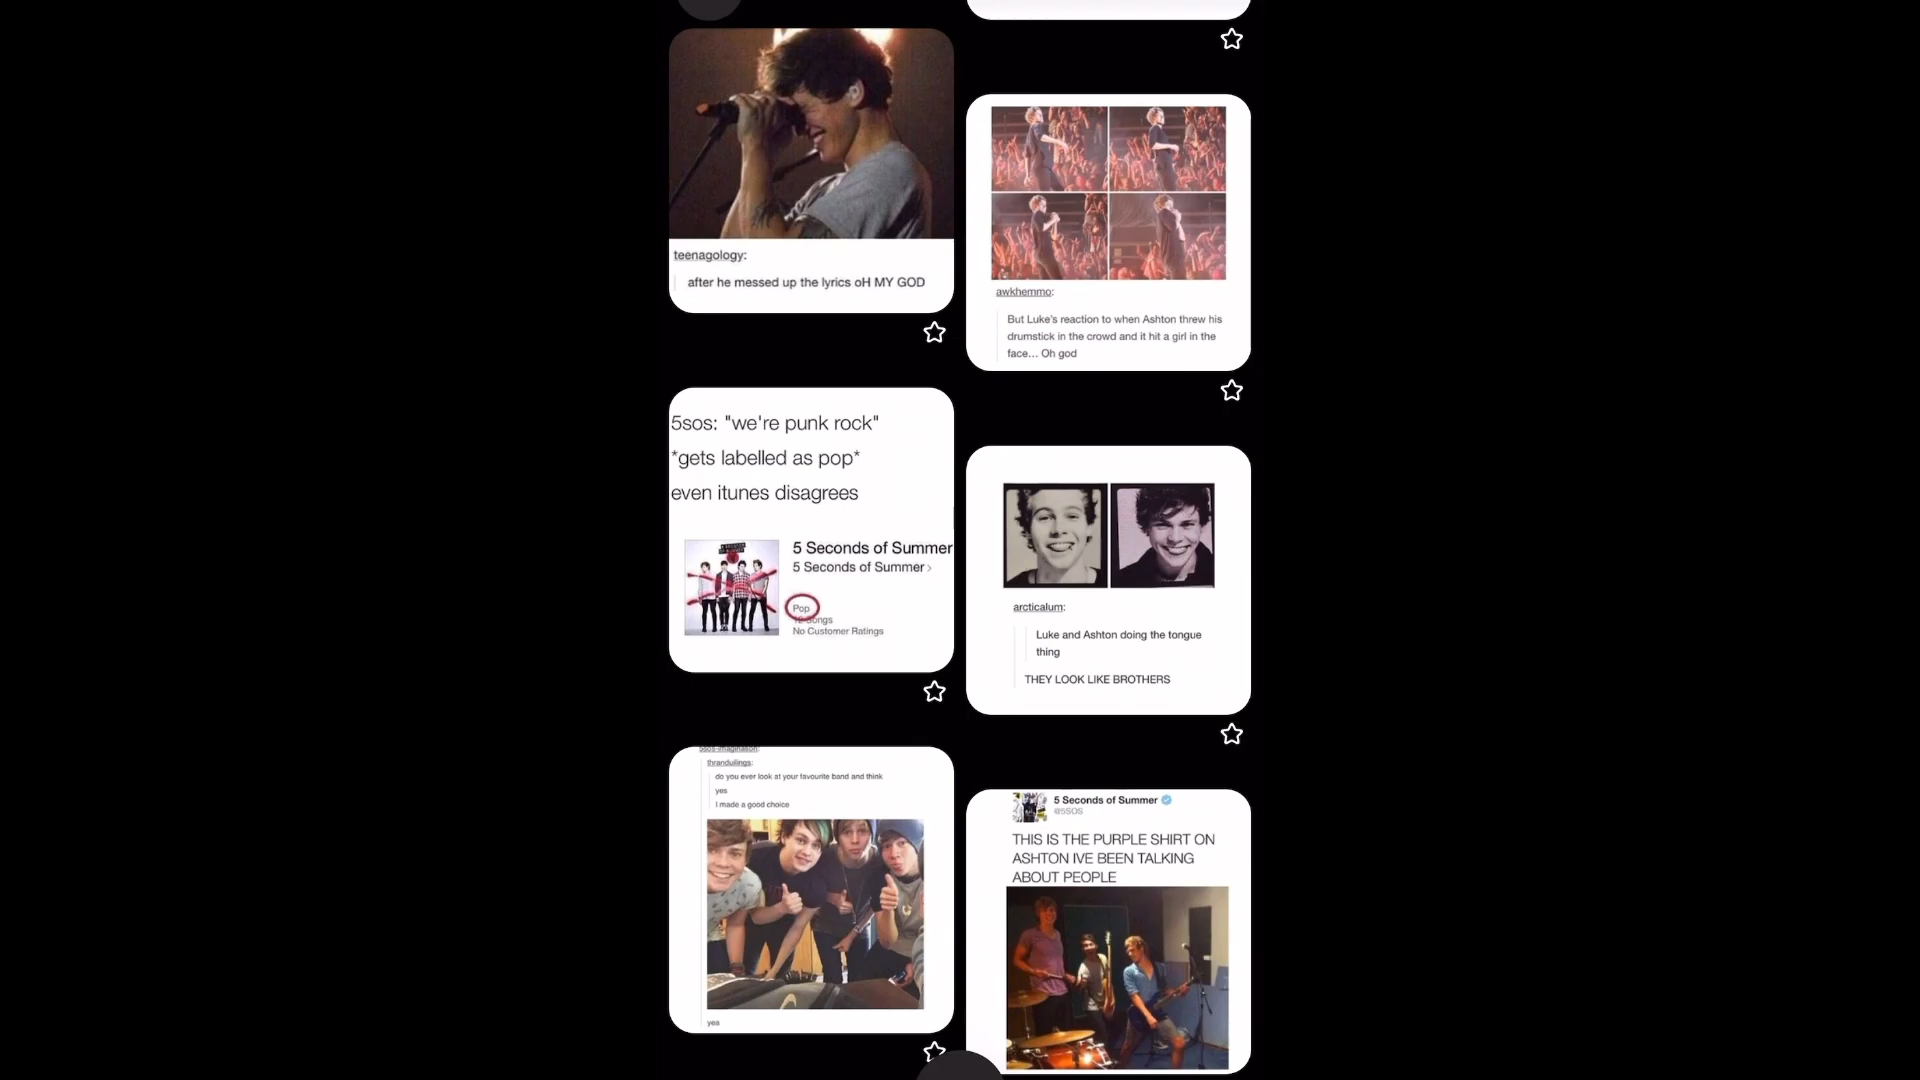 teenagology:
after he messed up the lyrics oH MY GOD
5sos: "we're punk rock"
*gets labelled as pop*
even itunes disagrees
5 Seconds of Summer
5 Seconds of Summer >
Pop
12 Songs
No Customer Ratings
5sos-imagination:
thranduilings:
do you ever look at your favourite band and think
yes
I made a good choice
yea
awkhemmo:
But Luke's reaction to when Ashton threw his
drumstick in the crowd and it hit a girl in the
face... Oh god
arcticalum:
Luke and Ashton doing the tongue
thing
THEY LOOK LIKE BROTHERS
5 Seconds of Summer
@5SOS
THIS IS THE PURPLE SHIRT ON
ASHTON IVE BEEN TALKING
ABOUT PEOPLE